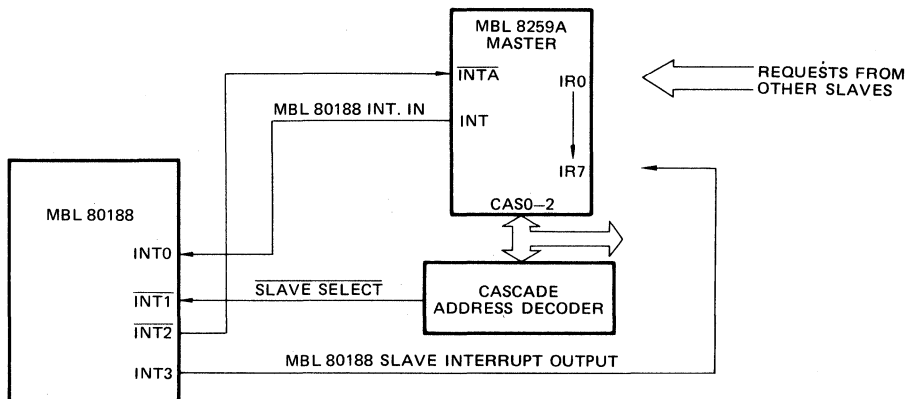 MBL 8259A
MASTER
INTA
IR0
REQUESTS FROM
OTHER SLAVES
MBL 80188 INT. IN
INT
IR7
CAS0–2
MBL 80188
INT0
SLAVE SELECT
CASCADE
ADDRESS DECODER
INT1
INT2
MBL 80188 SLAVE INTERRUPT OUTPUT
INT3